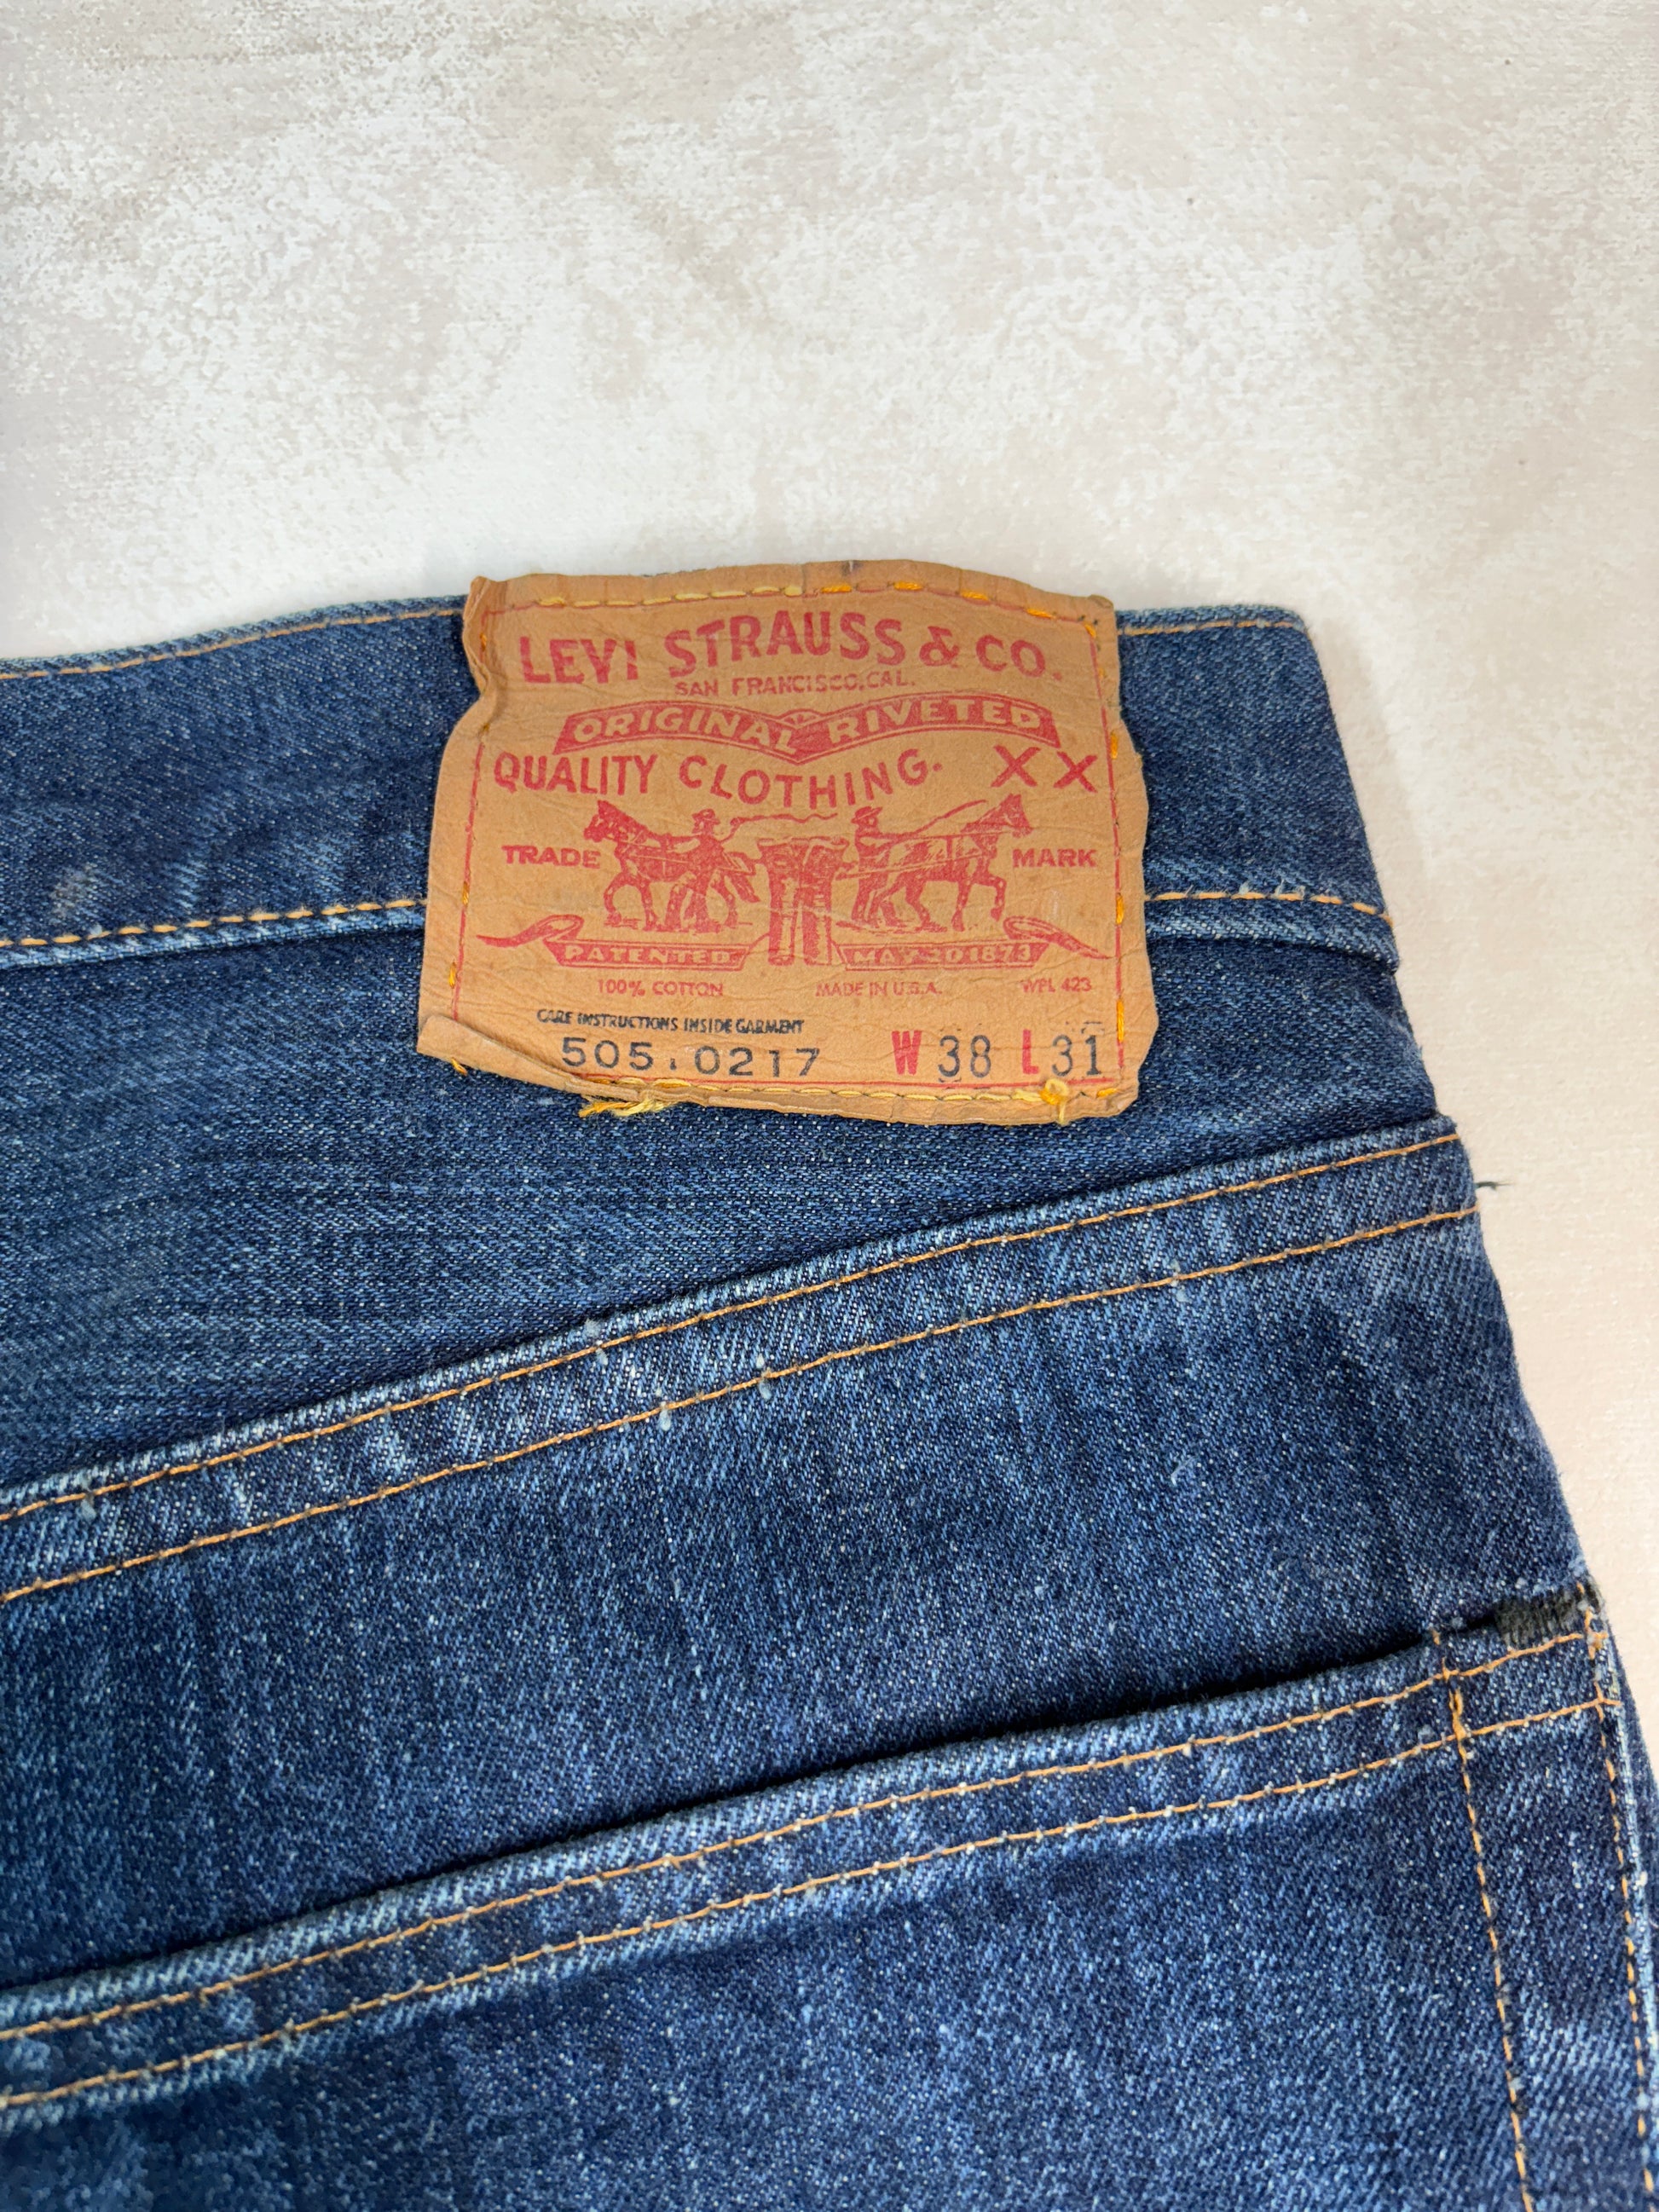 LEVI STRAUSS & CO.
SAN FRANCISCO, CAL.
ORIGINAL RIVETED
QUALITY CLOTHING. XX
TRADE MARK
PATENTED MAY 20 1873
100% COTTON MADE IN U.S.A. WPL 423
CARE INSTRUCTIONS INSIDE GARMENT
505.0217 W 38 L 31